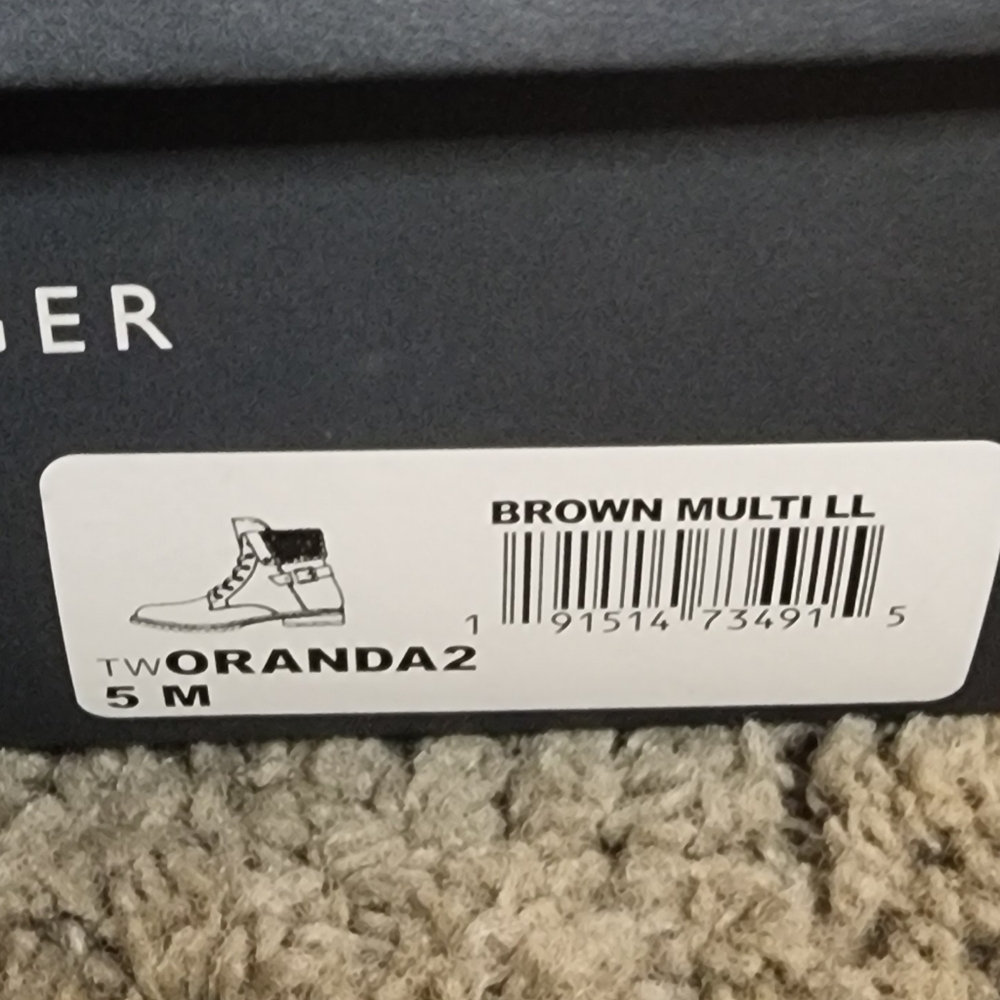 GER
BROWN MULTI LL
1 91514 73491 5
TWORANDA2
5 M